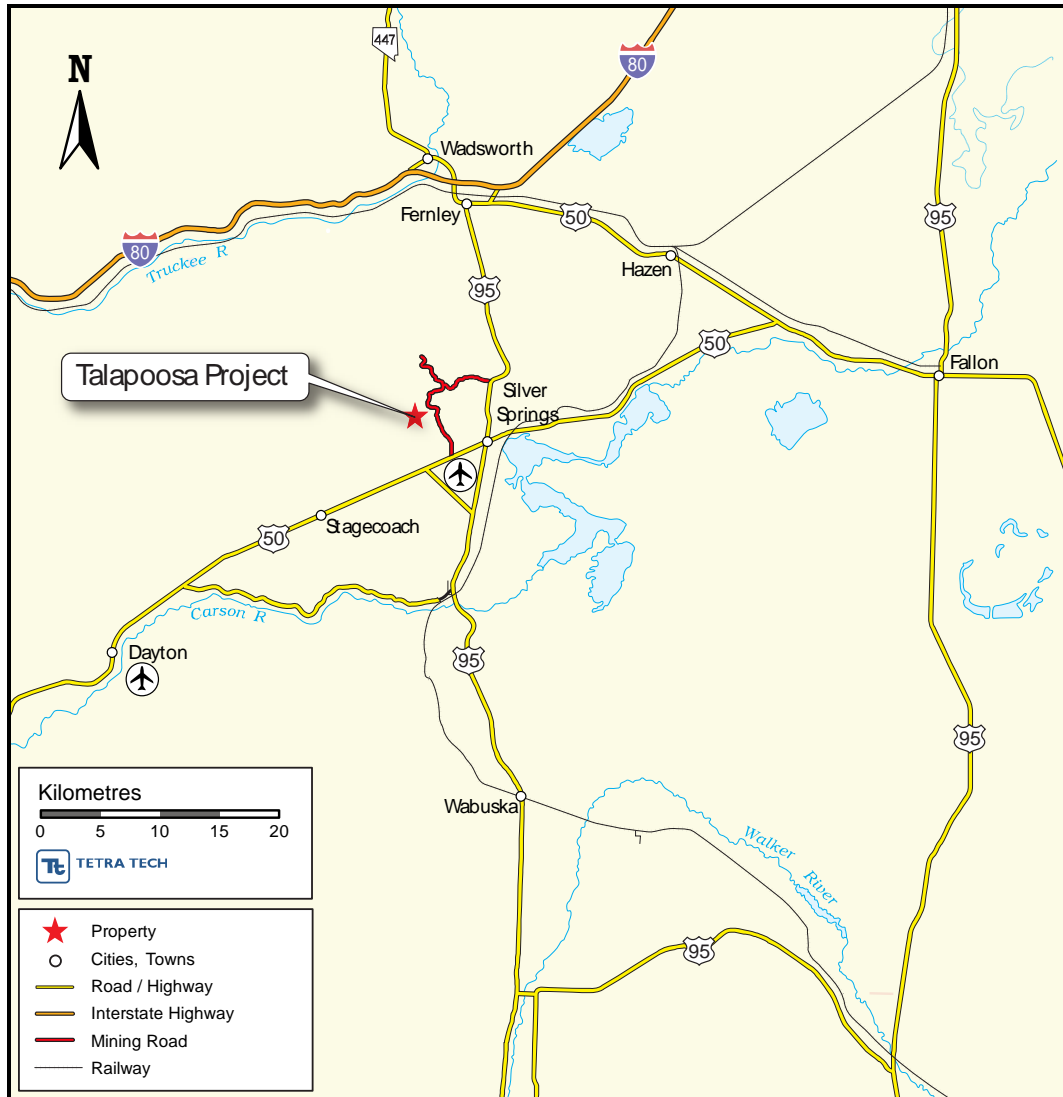 447
N
80
Wadsworth
Fernley
50
95
80
Truckee R
Hazen
95
50
Talapoosa Project
Silver
Springs
Fallon
Stagecoach
50
Carson R
Dayton
95
95
Wabuska
Walker
River
95
Kilometres
0 5 10 15 20
Tt TETRA TECH
Property
Cities, Towns
Road / Highway
Interstate Highway
Mining Road
Railway